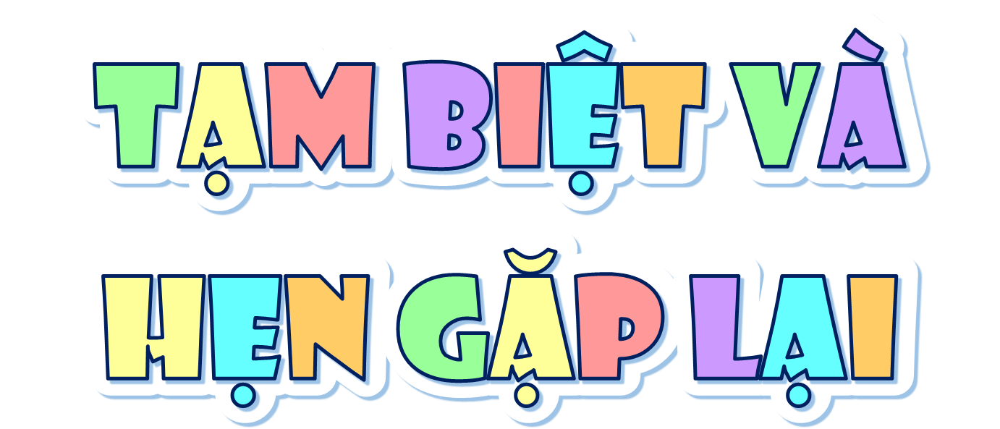 TẠM BIỆT VÀ
HẸN GẶP LẠI